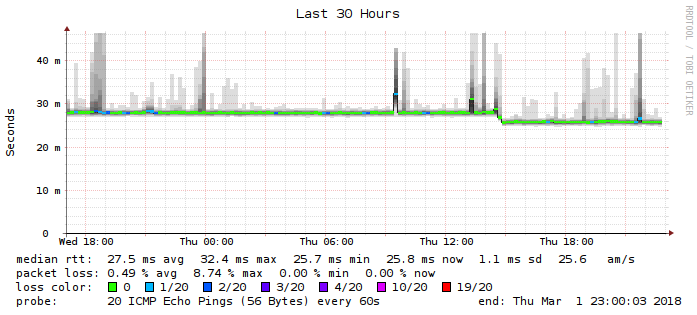 Last 30 Hours
RRDTOOL / TOBI OETIKER
Seconds
40 m
30 m
20 m
10 m
0
Wed 18:00 Thu 00:00 Thu 06:00 Thu 12:00 Thu 18:00
median rtt: 27.5 ms avg 32.4 ms max 25.7 ms min 25.8 ms now 1.1 ms sd 25.6 am/s
packet loss: 0.49 % avg 8.74 % max 0.00 % min 0.00 % now
loss color: 0 1/20 2/20 3/20 4/20 10/20 19/20
probe: 20 ICMP Echo Pings (56 Bytes) every 60s end: Thu Mar 1 23:00:03 2018